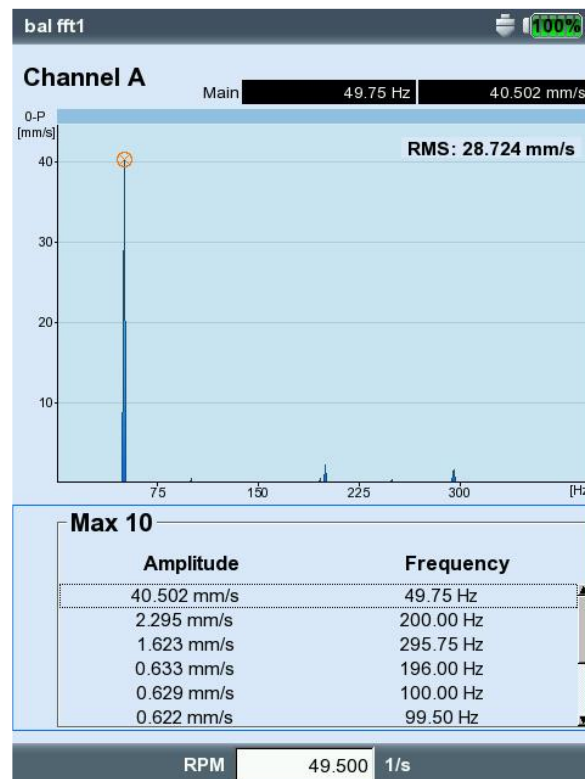 bal fft1 100%
Channel A Main 49.75 Hz 40.502 mm/s
0-P
[mm/s]
RMS: 28.724 mm/s
40
30
20
10
75 150 225 300 [Hz
Max 10
Amplitude Frequency
40.502 mm/s 49.75 Hz
2.295 mm/s 200.00 Hz
1.623 mm/s 295.75 Hz
0.633 mm/s 196.00 Hz
0.629 mm/s 100.00 Hz
0.622 mm/s 99.50 Hz
RPM 49.500 1/s